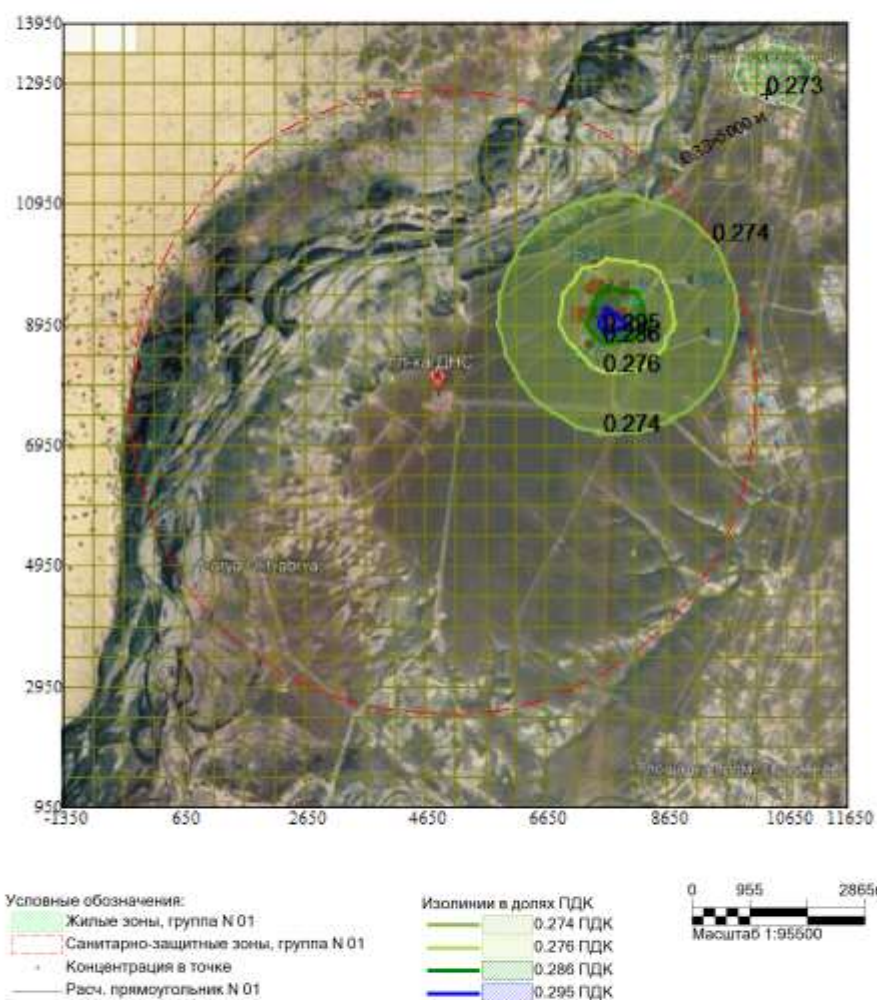 13950
12950
0.273
10950
0.274
8950
0.295
0.286
0.276
0.274
6950
4950
2950
950
-1350 650 2650 4650 6650 8650 10650 11650
Условные обозначения:
Жилые зоны, группа N 01
Санитарно-защитные зоны, группа N 01
Концентрация в точке
Расч. прямоугольник N 01
Изолинии в долях ПДК
0.274 ПДК
0.276 ПДК
0.286 ПДК
0.295 ПДК
0 955 2865
Масштаб 1:95500